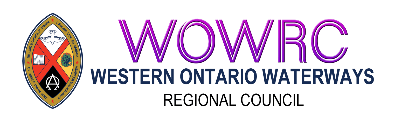 WOWRC
WESTERN ONTARIO WATERWAYS
REGIONAL COUNCIL